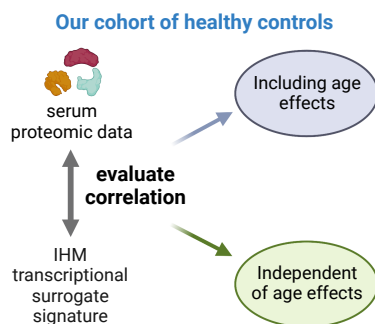 Our cohort of healthy controls
serum
proteomic data
evaluate
correlation
IHM
transcriptional
surrogate
signature
Including age
effects
Independent
of age effects